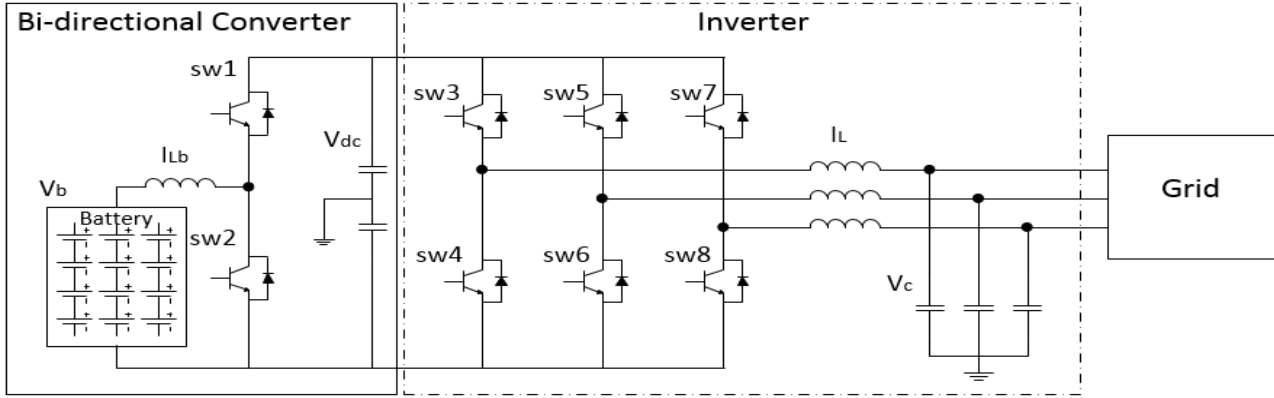 Bi-directional Converter
Inverter
sw1
sw3
sw5
sw7
Vdc
IL
ILb
Vb
Battery
Grid
sw2
sw4
sw6
sw8
Vc